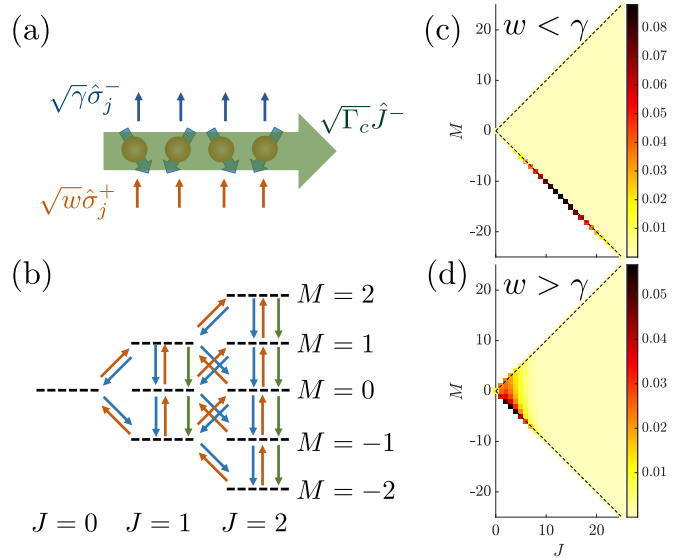 (a)
√γσ̂ⱼ⁻
√Γ_c Ĵ⁻
√wσ̂ⱼ⁺
(b)
M = 2
M = 1
M = 0
M = −1
M = −2
J = 0 J = 1 J = 2
(c)
w < γ
20
10
0
-10
-20
M
0.08
0.07
0.06
0.05
0.04
0.03
0.02
0.01
(d)
w > γ
20
10
0
-10
-20
M
0 10 20
J
0.05
0.04
0.03
0.02
0.01